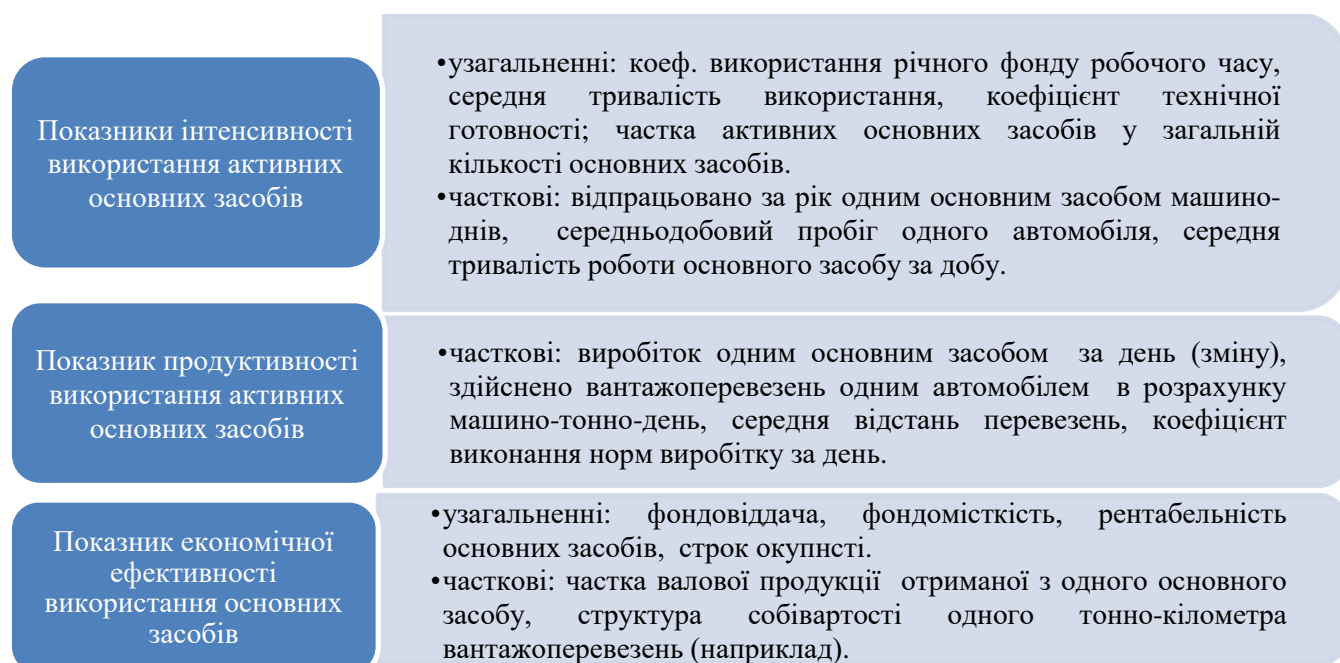 Показники інтенсивності
використання активних
основних засобів
•узагальненні: коеф. використання річного фонду робочого часу,
середня тривалість використання, коефіцієнт технічної
готовності; частка активних основних засобів у загальній
кількості основних засобів.
•часткові: відпрацьовано за рік одним основним засобом машино-
днів, середньодобовий пробіг одного автомобіля, середня
тривалість роботи основного засобу за добу.
Показник продуктивності
використання активних
основних засобів
•часткові: виробіток одним основним засобом за день (зміну),
здійснено вантажоперевезень одним автомобілем в розрахунку
машино-тонно-день, середня відстань перевезень, коефіцієнт
виконання норм виробітку за день.
Показник економічної
ефективності
використання основних
засобів
•узагальненні: фондовіддача, фондомісткість, рентабельність
основних засобів, строк окупнсті.
•часткові: частка валової продукції отриманої з одного основного
засобу, структура собівартості одного тонно-кілометра
вантажоперевезень (наприклад).